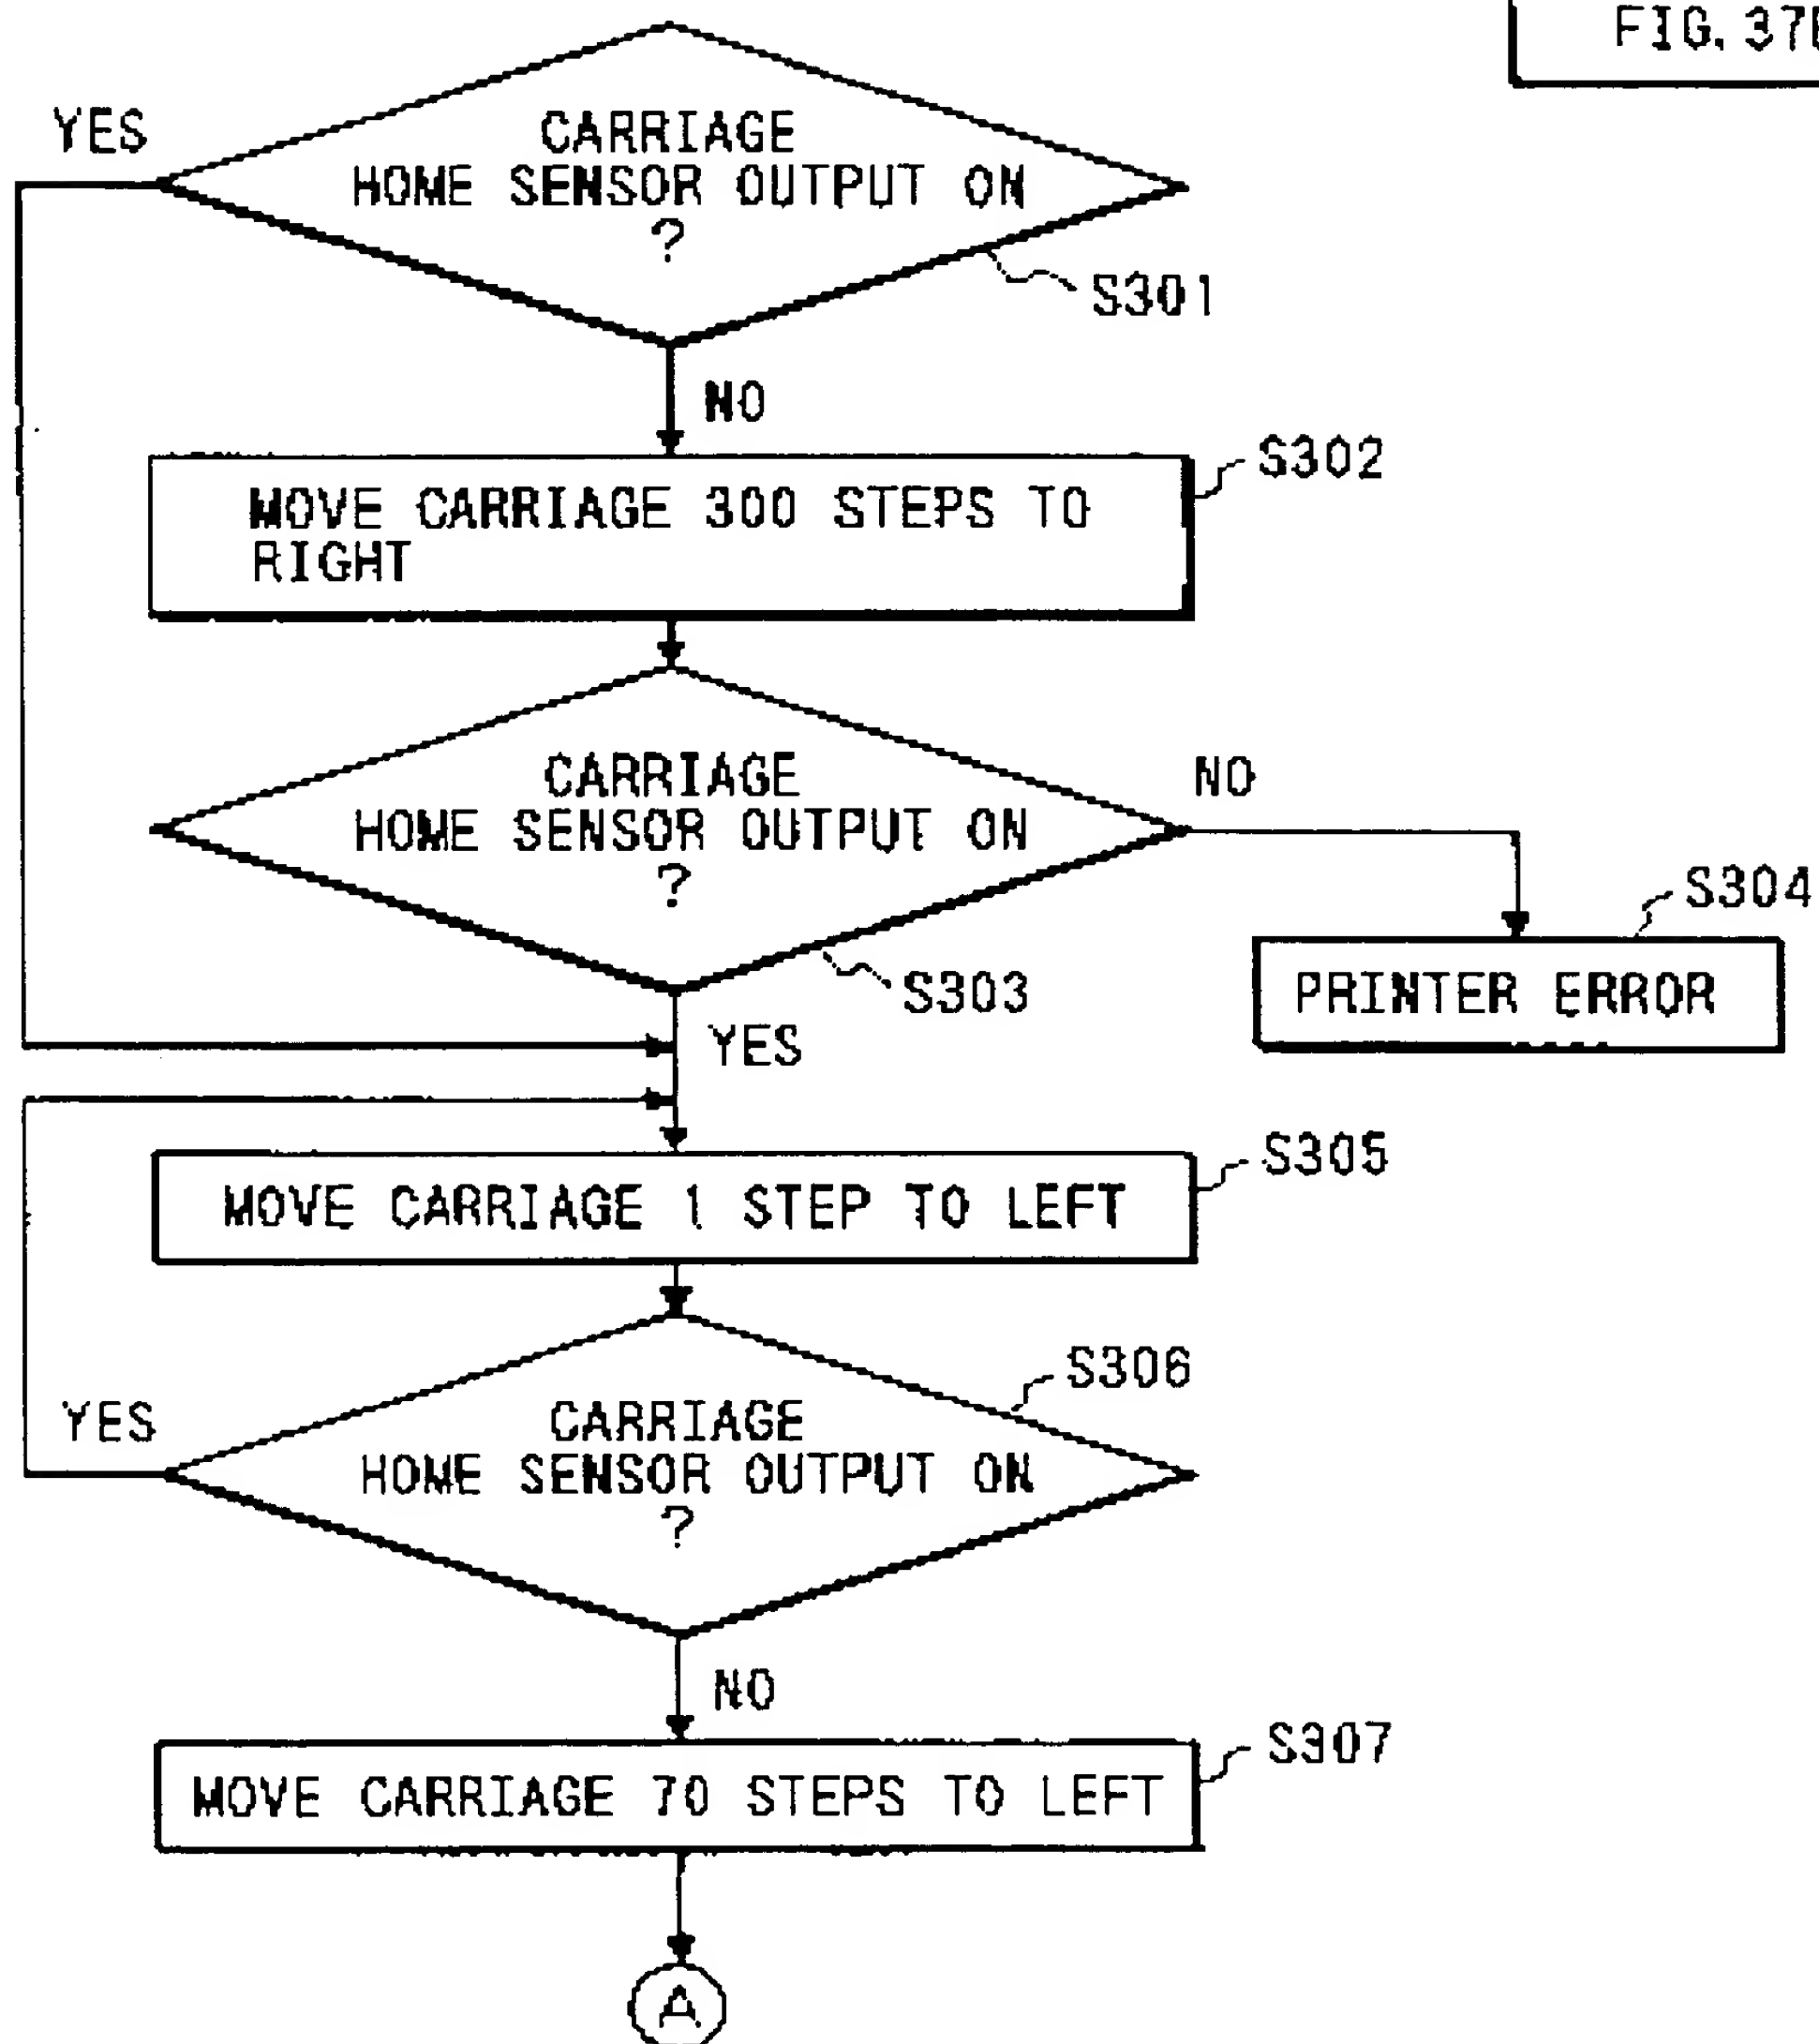 FIG. 37
YES
CARRIAGE
HOME SENSOR OUTPUT ON
?
S301
NO
S302
MOVE CARRIAGE 300 STEPS TO
RIGHT
CARRIAGE
HOME SENSOR OUTPUT ON
?
NO
S303
S304
PRINTER ERROR
YES
S305
MOVE CARRIAGE 1 STEP TO LEFT
S306
YES
CARRIAGE
HOME SENSOR OUTPUT ON
?
NO
S307
MOVE CARRIAGE 70 STEPS TO LEFT
A